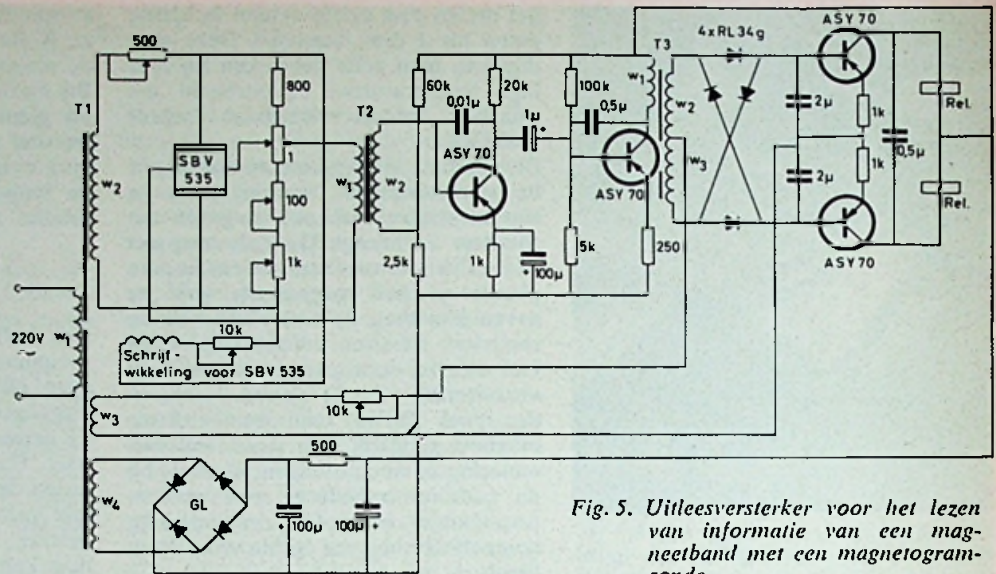 500
T1
w2
220V
w1
SBV
535
800
1
100
1k
10k
Schrijf-
wikkeling voor SBV 535
w3
w4
GL
500
100μ
100μ
10k
T2
w1
w2
60k
0,01μ
ASY 70
2,5k
20k
1μ
+
1k
100μ
+
100k
0,5μ
ASY 70
5k
250
T3
w1
w2
w3
4xRL34g
2μ
2μ
ASY 70
1k
1k
ASY 70
0,5μ
Rel.
Rel.
Fig. 5. Uitleesversterker voor het lezen
van informatie van een mag-
neetband met een magnetogram-